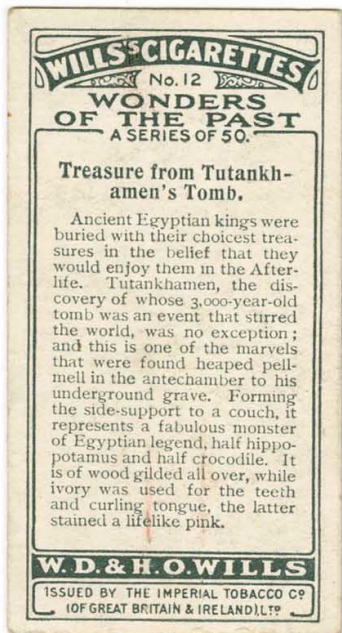 WILLS'S CIGARETTES
No. 12
WONDERS
OF THE PAST
A SERIES OF 50.
Treasure from Tutankh-
amen's Tomb.
Ancient Egyptian kings were
buried with their choicest trea-
sures in the belief that they
would enjoy them in the After-
life. Tutankhamen, the dis-
covery of whose 3,000-year-old
tomb was an event that stirred
the world, was no exception;
and this is one of the marvels
that were found heaped pell-
mell in the antechamber to his
underground grave. Forming
the side-support to a couch, it
represents a fabulous monster
of Egyptian legend, half hippo-
potamus and half crocodile. It
is of wood gilded all over, while
ivory was used for the teeth
and curling tongue, the latter
stained a lifelike pink.
W.D. & H.O. WILLS
ISSUED BY THE IMPERIAL TOBACCO Co
(OF GREAT BRITAIN & IRELAND), LTD